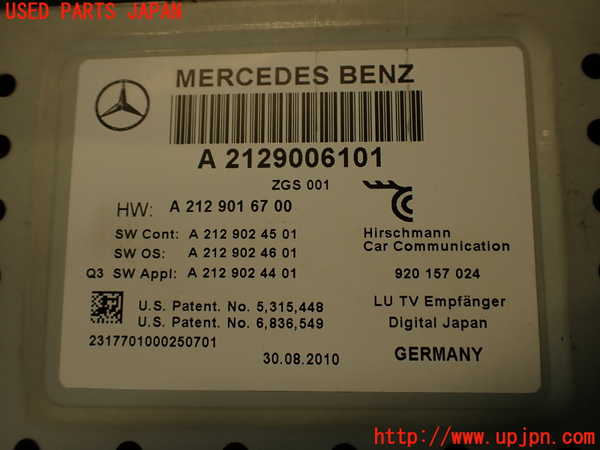 USED PARTS JAPAN
MERCEDES BENZ
A 2129006101
ZGS 001
HW: A 212 901 67 00
Hirschmann
Car Communication
SW Cont: A 212 902 45 01
SW OS: A 212 902 46 01
Q3 SW Appl: A 212 902 44 01
920 157 024
U.S. Patent. No. 5,315,448
U.S. Patent. No. 6,836,549
LU TV Empfänger
Digital Japan
2317701000250701
30.08.2010
GERMANY
http://www.upjpn.com/